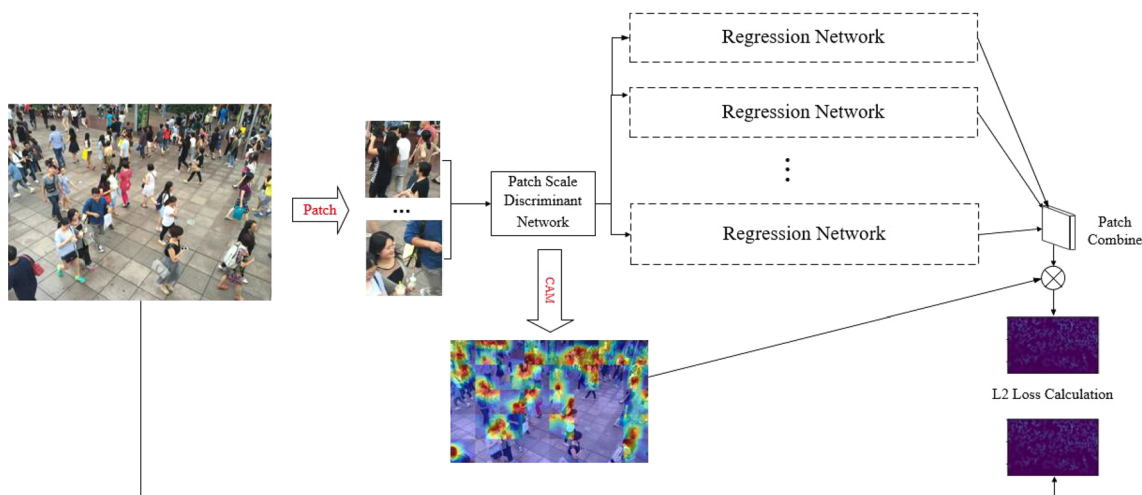 Regression Network
Regression Network
Patch
...
Patch Scale
Discriminant
Network
Regression Network
Patch
Combine
CAM
L2 Loss Calculation